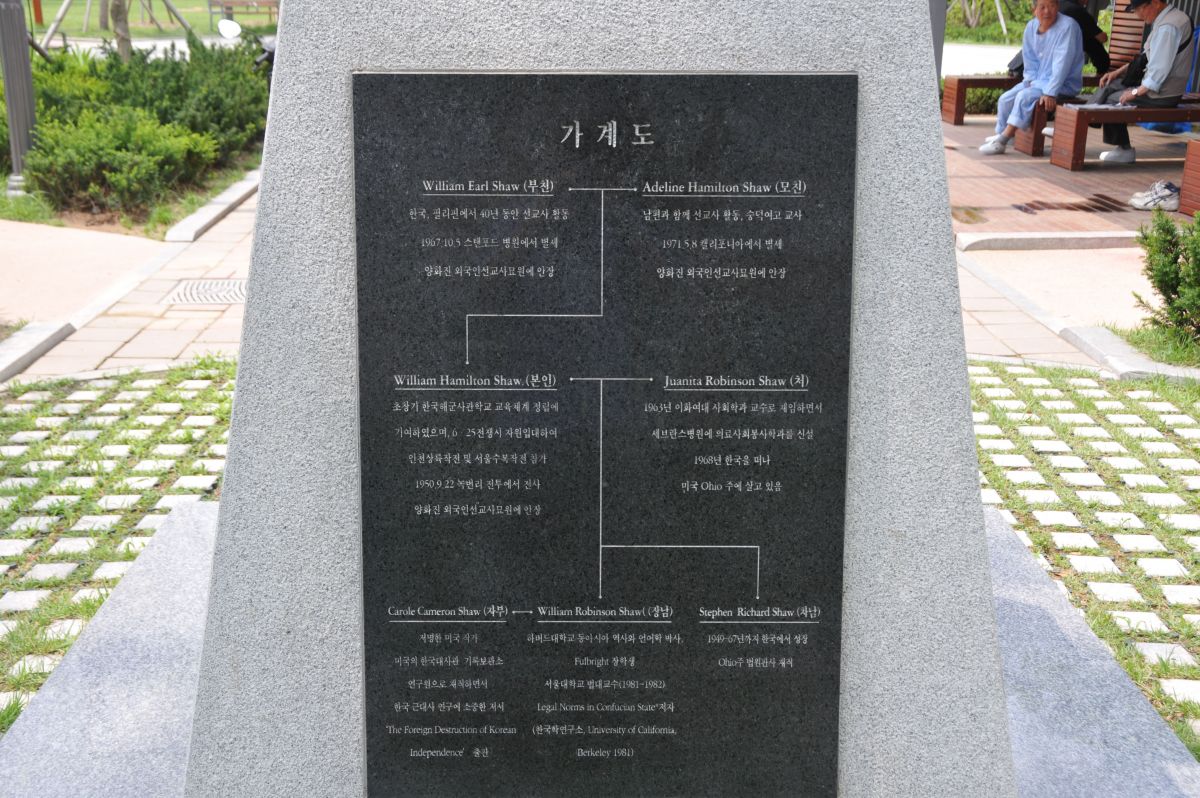 가계도
William Earl Shaw (부친)
한국, 필리핀에서 40년 동안 선교사 활동
1967.10.5 스탠포드 병원에서 별세
양화진 외국인선교사묘원에 안장
Adeline Hamilton Shaw (모친)
남편과 함께 선교사 활동, 숭덕여고 교사
1971.5.8 캘리포니아에서 별세
양화진 외국인선교사묘원에 안장
William Hamilton Shaw. (본인)
초창기 한국해군사관학교 교육체계 정립에
기여하였으며, 6 25전쟁시 자원입대하여
인천상륙작전 및 서울수복작전 참가
1950.9.22 녹번리 전투에서 전사
양화진 외국인선교사묘원에 안장
Juanita Robinson Shaw (처)
1963년 이화여대 사회학과 교수로 재임하면서
세브란스병원에 의료사회봉사학과를 신설
1968년 한국을 떠나
미국 Ohio 주에 살고 있음
Carole Cameron Shaw (자부)
저명한 미국 작가
미국의 한국대사관 기록보관소
연구원으로 재직하면서
한국 근대사 연구에 소중한 저서
'The Foreign Destruction of Korean
Independence' 출간
William Robinson Shaw( (장남)
하버드대학교 동아시아 역사와 언어학 박사,
Fulbright 장학생
서울대학교 법대교수(1981~1982)
Legal Norms in Confucian State"저자
(한국학연구소, University of California,
Berkeley 1981)
Stephen Richard Shaw (차남)
1949~67년까지 한국에서 성장
Ohio주 법원판사 재직